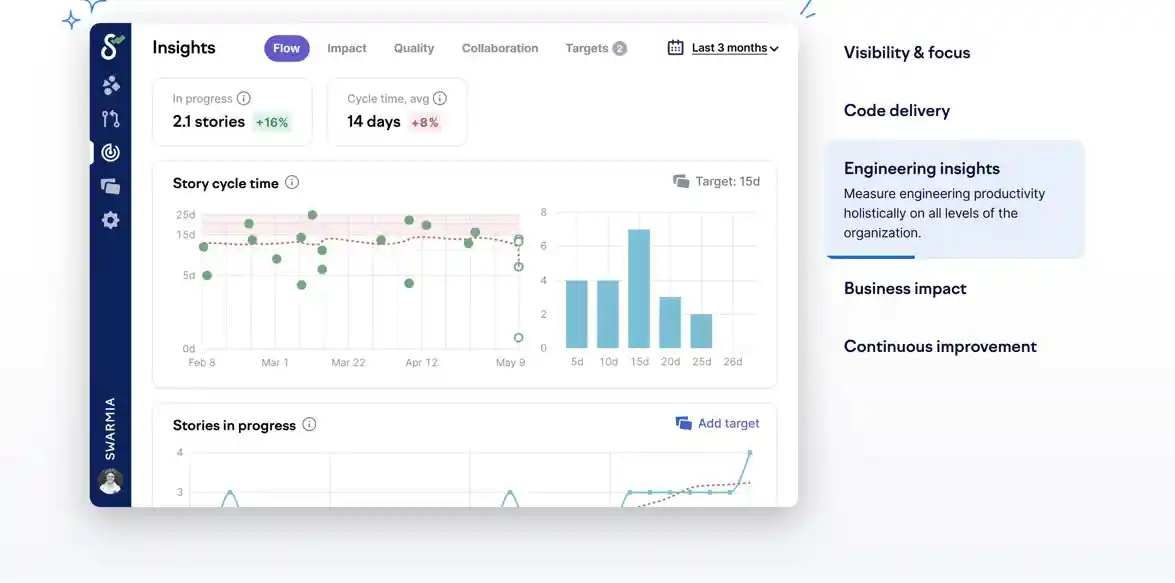 Insights
Flow
Impact
Quality
Collaboration
Targets 2
Last 3 months
In progress
2.1 stories +16%
Cycle time, avg
14 days +8%
Story cycle time
Target: 15d
25d
15d
5d
0d
Feb 8
Mar 1
Mar 22
Apr 12
May 9
8
6
4
2
0
5d
10d
15d
20d
25d
26d
Stories in progress
Add target
4
3
SWARMIA
Visibility & focus
Code delivery
Engineering insights
Measure engineering productivity
holistically on all levels of the
organization.
Business impact
Continuous improvement